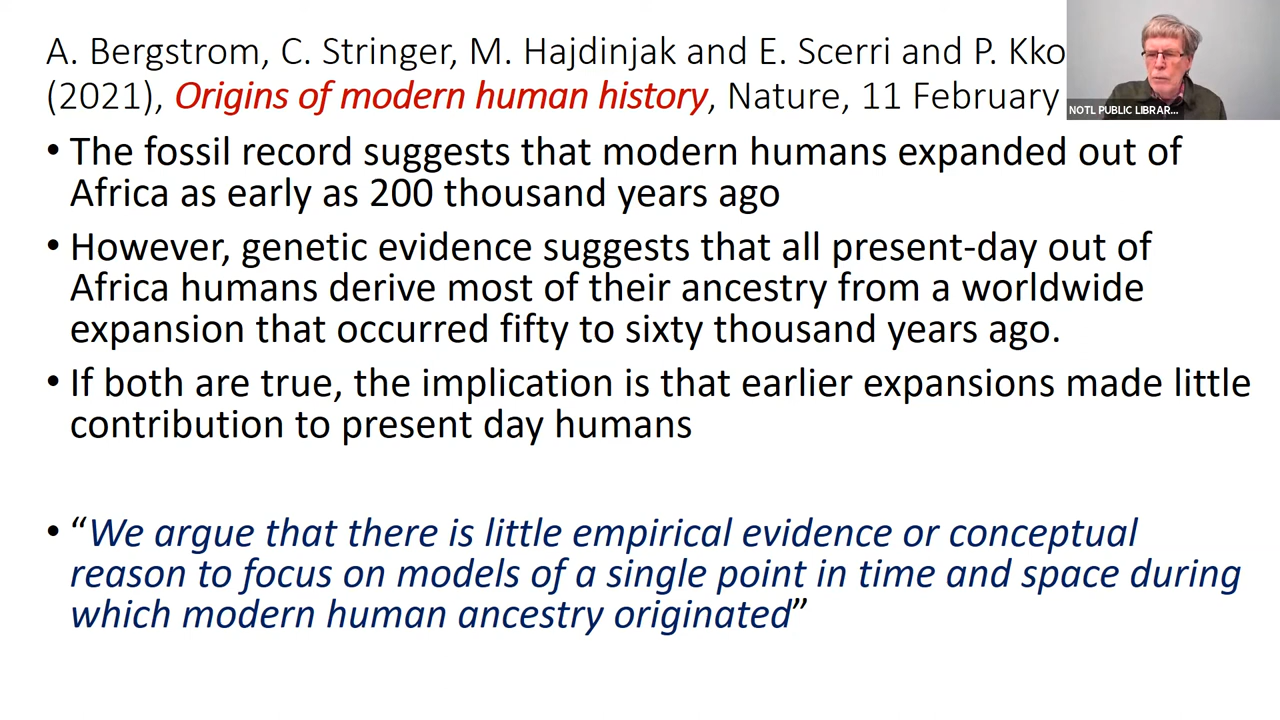 A. Bergstrom, C. Stringer, M. Hajdinjak and E. Scerri and P. Kko
(2021), Origins of modern human history, Nature, 11 February
NOTL PUBLIC LIBRAR...
• The fossil record suggests that modern humans expanded out of
Africa as early as 200 thousand years ago
• However, genetic evidence suggests that all present-day out of
Africa humans derive most of their ancestry from a worldwide
expansion that occurred fifty to sixty thousand years ago.
• If both are true, the implication is that earlier expansions made little
contribution to present day humans
• “We argue that there is little empirical evidence or conceptual
reason to focus on models of a single point in time and space during
which modern human ancestry originated”